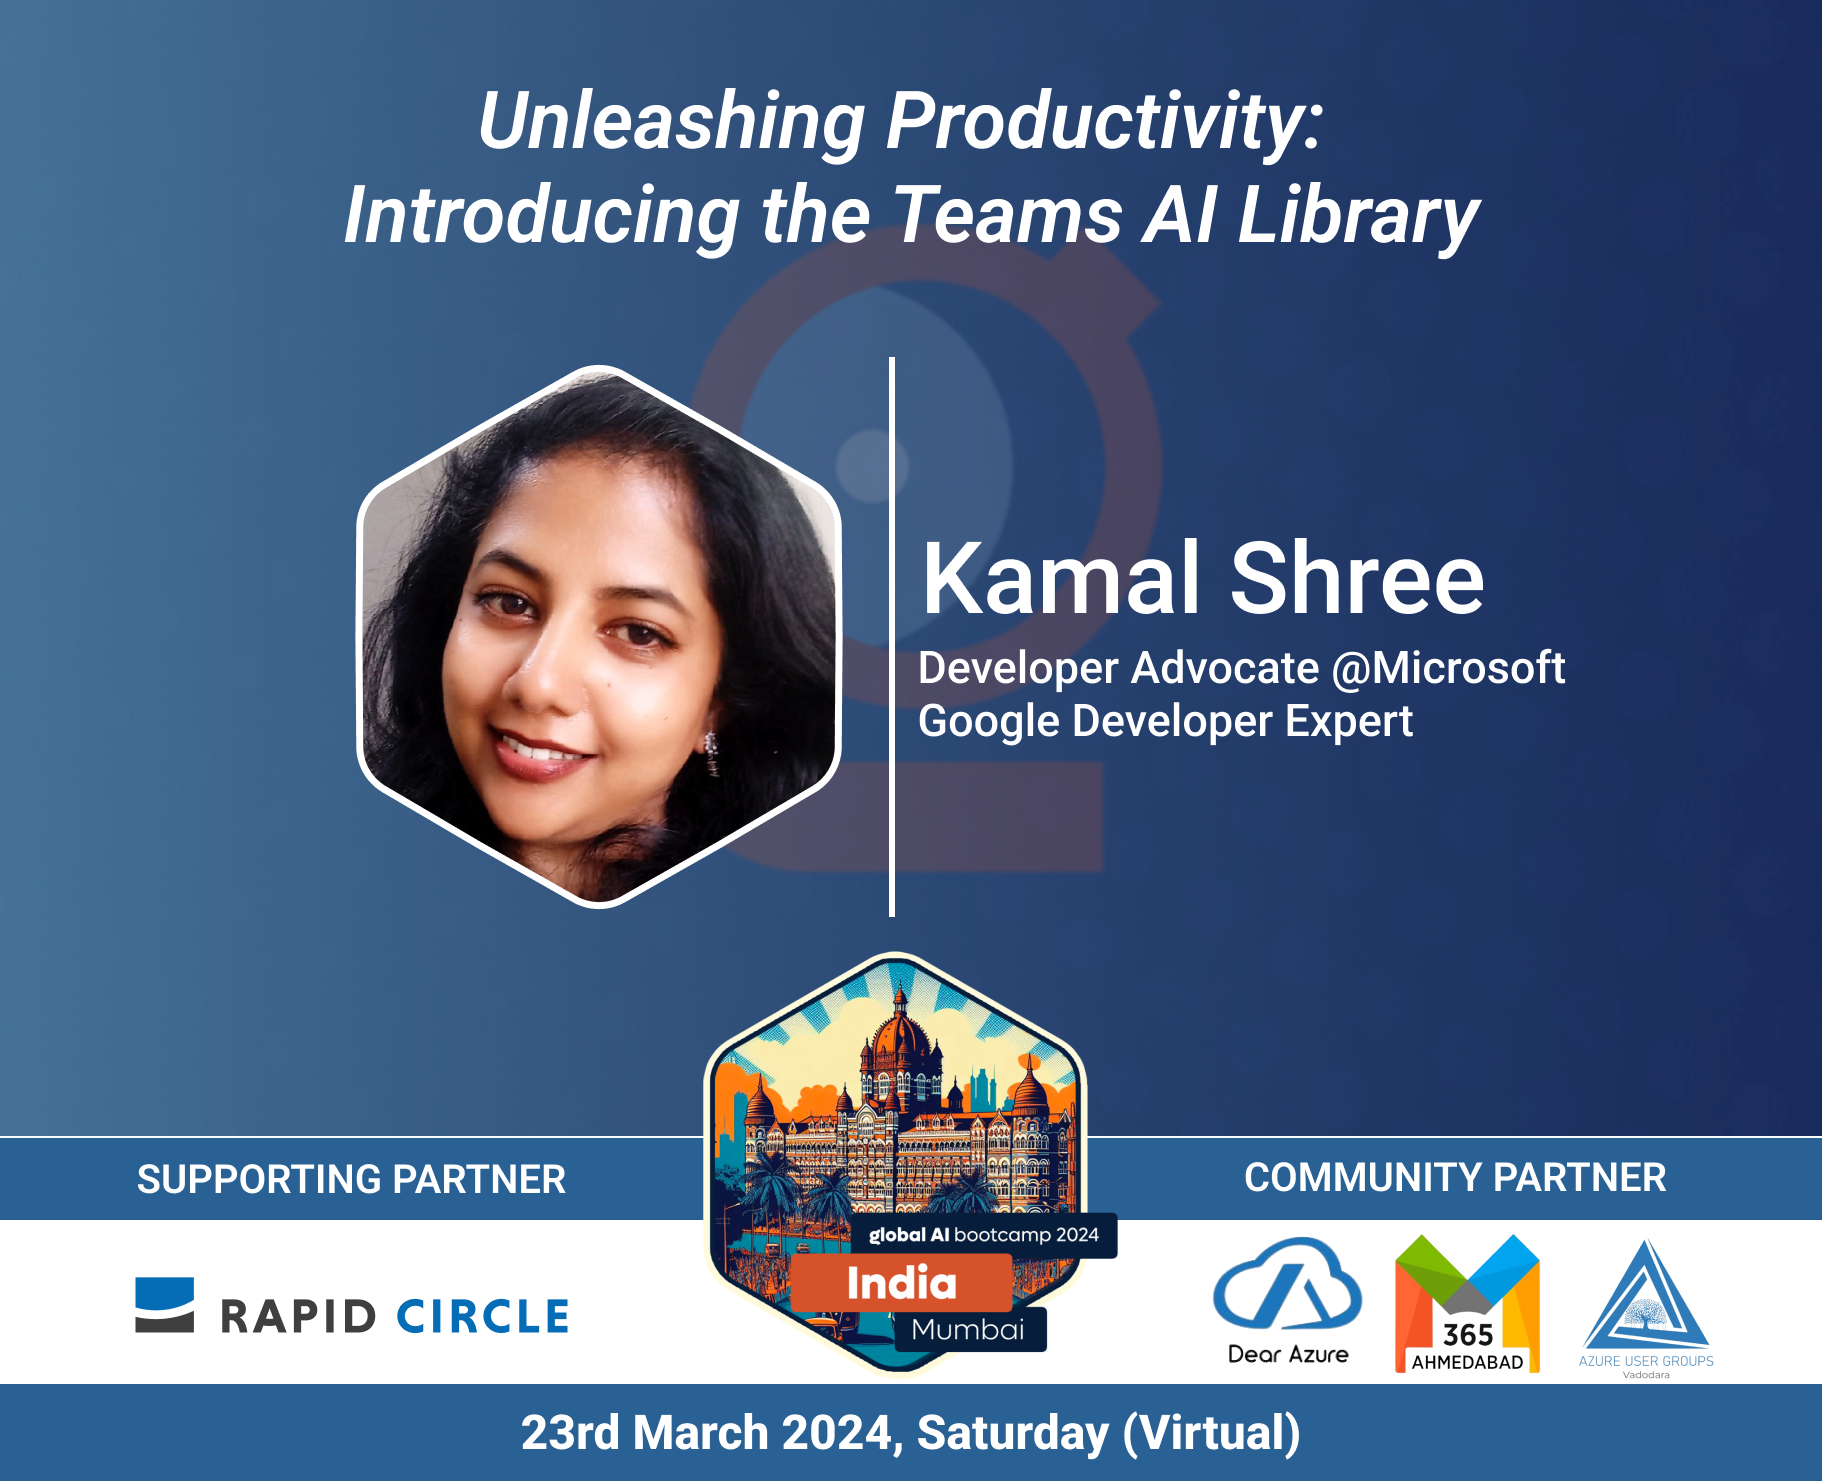 Unleashing Productivity:
Introducing the Teams AI Library
Kamal Shree
Developer Advocate @Microsoft
Google Developer Expert
SUPPORTING PARTNER
RAPID CIRCLE
global AI bootcamp 2024
India
Mumbai
COMMUNITY PARTNER
Dear Azure
365
AHMEDABAD
AZURE USER GROUPS
Vadodara
23rd March 2024, Saturday (Virtual)